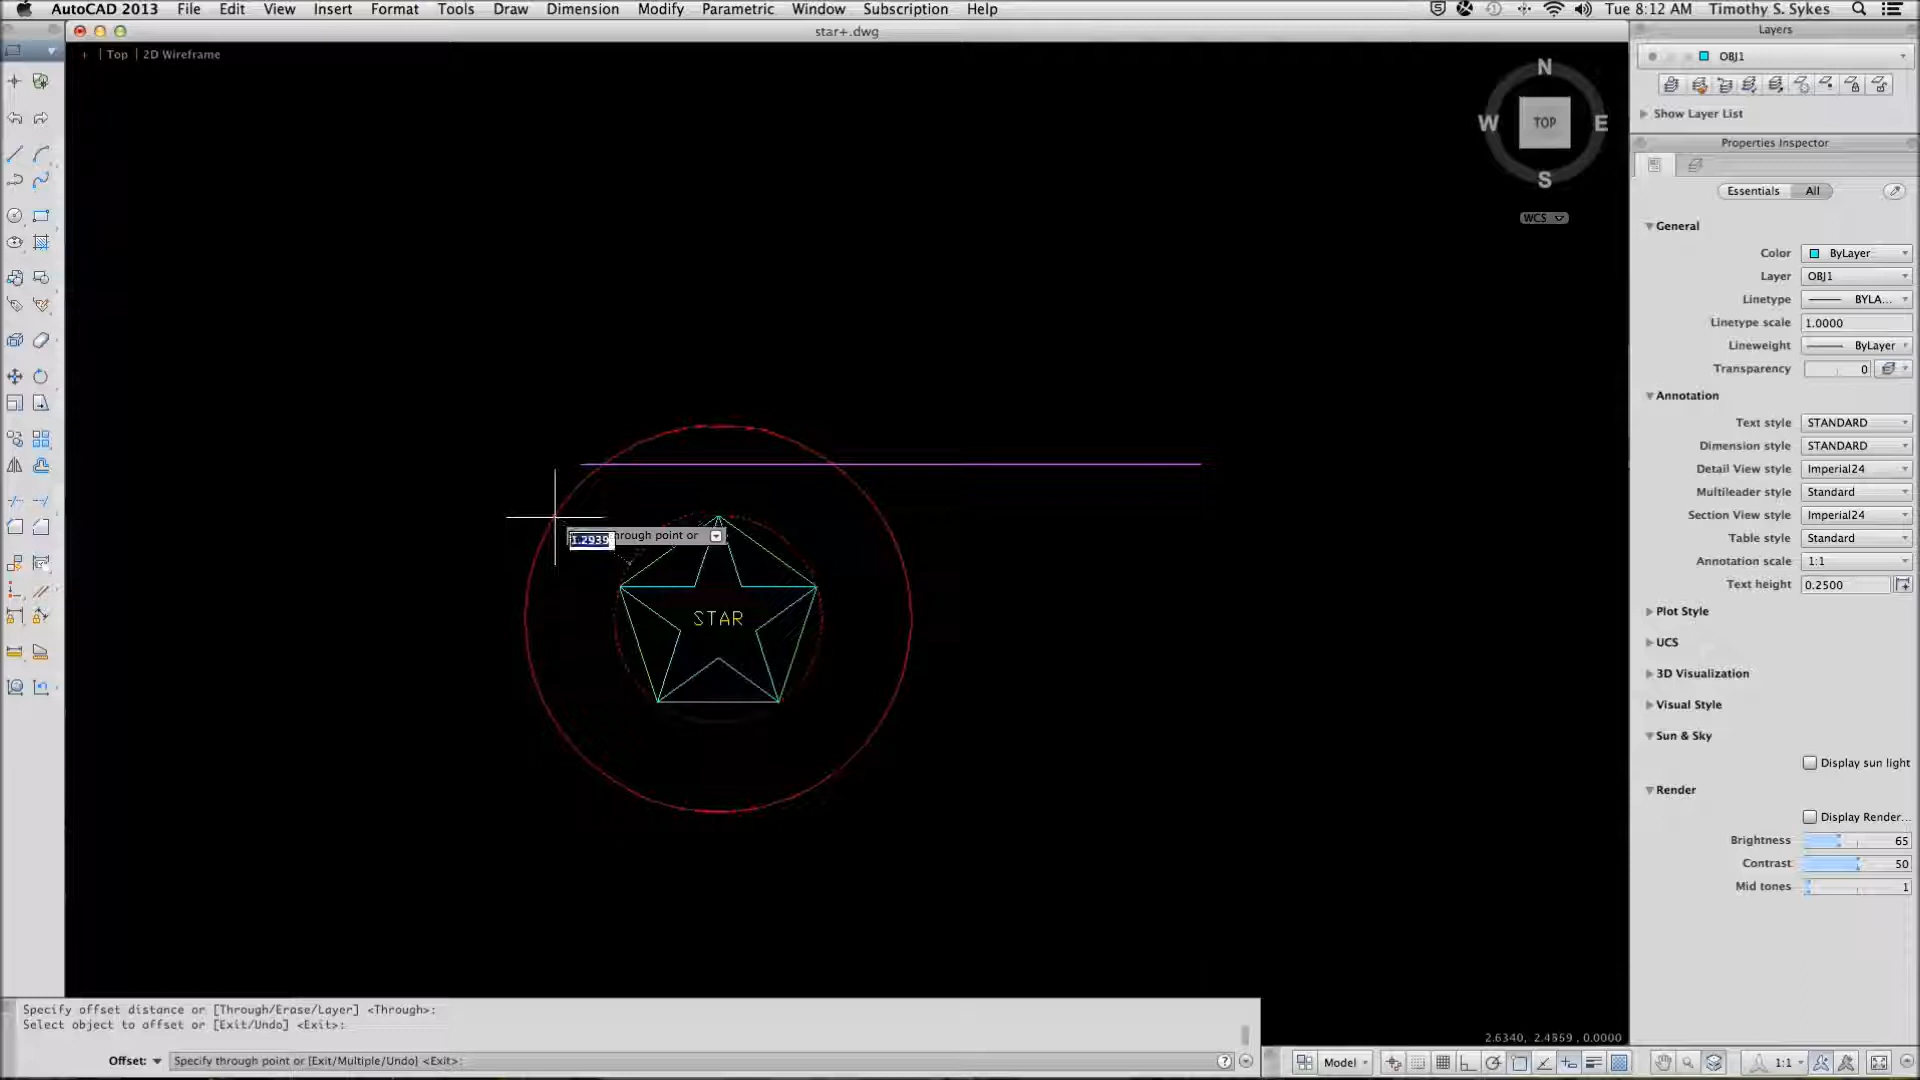 AutoCAD 2013 File Edit View Insert Format Tools Draw Dimension Modify Parametric Window Subscription Help Tue 8:12 AM Timothy S. Sykes
star+.dwg
+ | Top | 2D Wireframe
N
W TOP E
S
WCS
1.2939 hrough point or
STAR
Layers
OBJ1
Show Layer List
Properties Inspector
Essentials All
General
Color ByLayer
Layer OBJ1
Linetype BYLA...
Linetype scale 1.0000
Lineweight ByLayer
Transparency 0
Annotation
Text style STANDARD
Dimension style STANDARD
Detail View style Imperial24
Multileader style Standard
Section View style Imperial24
Table style Standard
Annotation scale 1:1
Text height 0.2500
Plot Style
UCS
3D Visualization
Visual Style
Sun & Sky
Display sun light
Render
Display Render...
Brightness 65
Contrast 50
Mid tones 1
Specify offset distance or [Through/Erase/Layer] <Through>:
Select object to offset or [Exit/Undo] <Exit>:
2.6340, 2.4559, 0.0000
Offset: Specify through point or [Exit/Multiple/Undo] <Exit>: ? Model 1:1